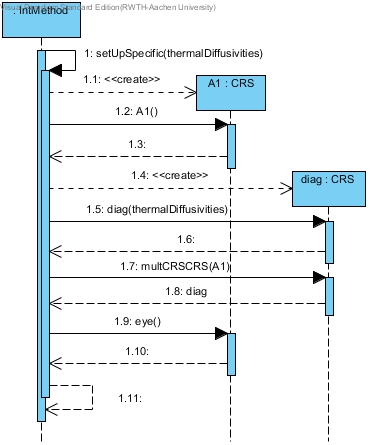 Visual Paradigm Standard Edition(RWTH-Aachen University)
: IntMethod
1: setUpSpecific(thermalDiffusivities)
1.1: <<create>>
A1 : CRS
1.2: A1()
1.3:
1.4: <<create>>
diag : CRS
1.5: diag(thermalDiffusivities)
1.6:
1.7: multCRSCRS(A1)
1.8: diag
1.9: eye()
1.10:
1.11: